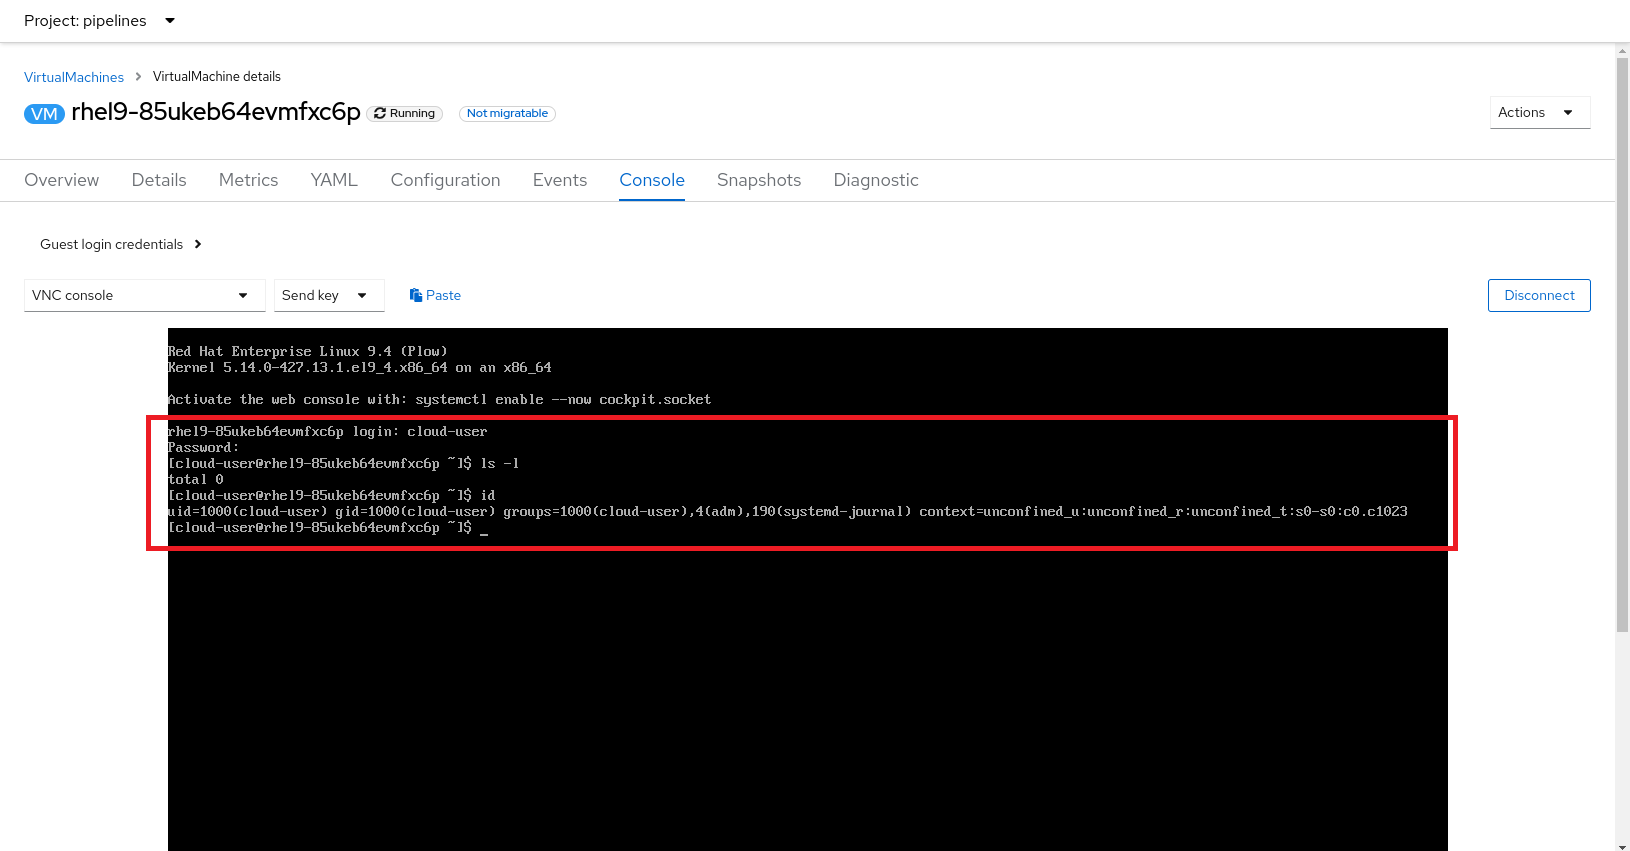 Project: pipelines
VirtualMachines > VirtualMachine details
VM rhel9-85ukeb64evmfxc6p Running Not migratable
Actions
Overview Details Metrics YAML Configuration Events Console Snapshots Diagnostic
Guest login credentials
VNC console Send key Paste Disconnect
Red Hat Enterprise Linux 9.4 (Plow)
Kernel 5.14.0-427.13.1.el9_4.x86_64 on an x86_64
Activate the web console with: systemctl enable --now cockpit.socket
rhel9-85ukeb64evmfxc6p login: cloud-user
Password:
[cloud-user@rhel9-85ukeb64evmfxc6p ~]$ ls -l
total 0
[cloud-user@rhel9-85ukeb64evmfxc6p ~]$ id
uid=1000(cloud-user) gid=1000(cloud-user) groups=1000(cloud-user),4(adm),190(systemd-journal) context=unconfined_u:unconfined_r:unconfined_t:s0-s0:c0.c1023
[cloud-user@rhel9-85ukeb64evmfxc6p ~]$ _